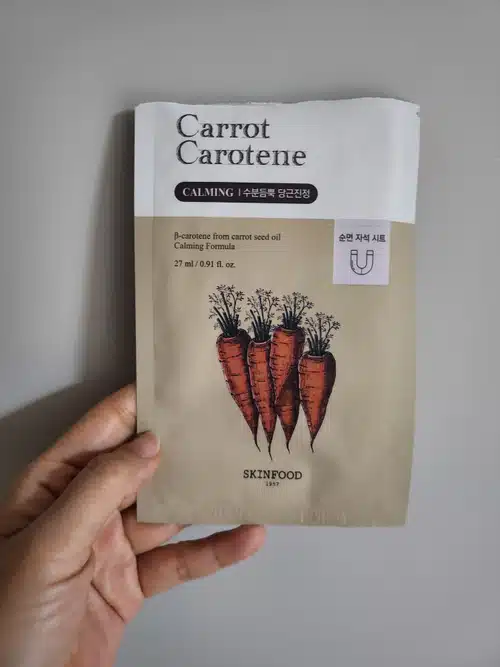 Carrot
Carotene
CALMING | 수분듬뿍 당근진정
β-carotene from carrot seed oil
Calming Formula
27 ml / 0.91 fl. oz.
순면 자석 시트
SKINFOOD
1957